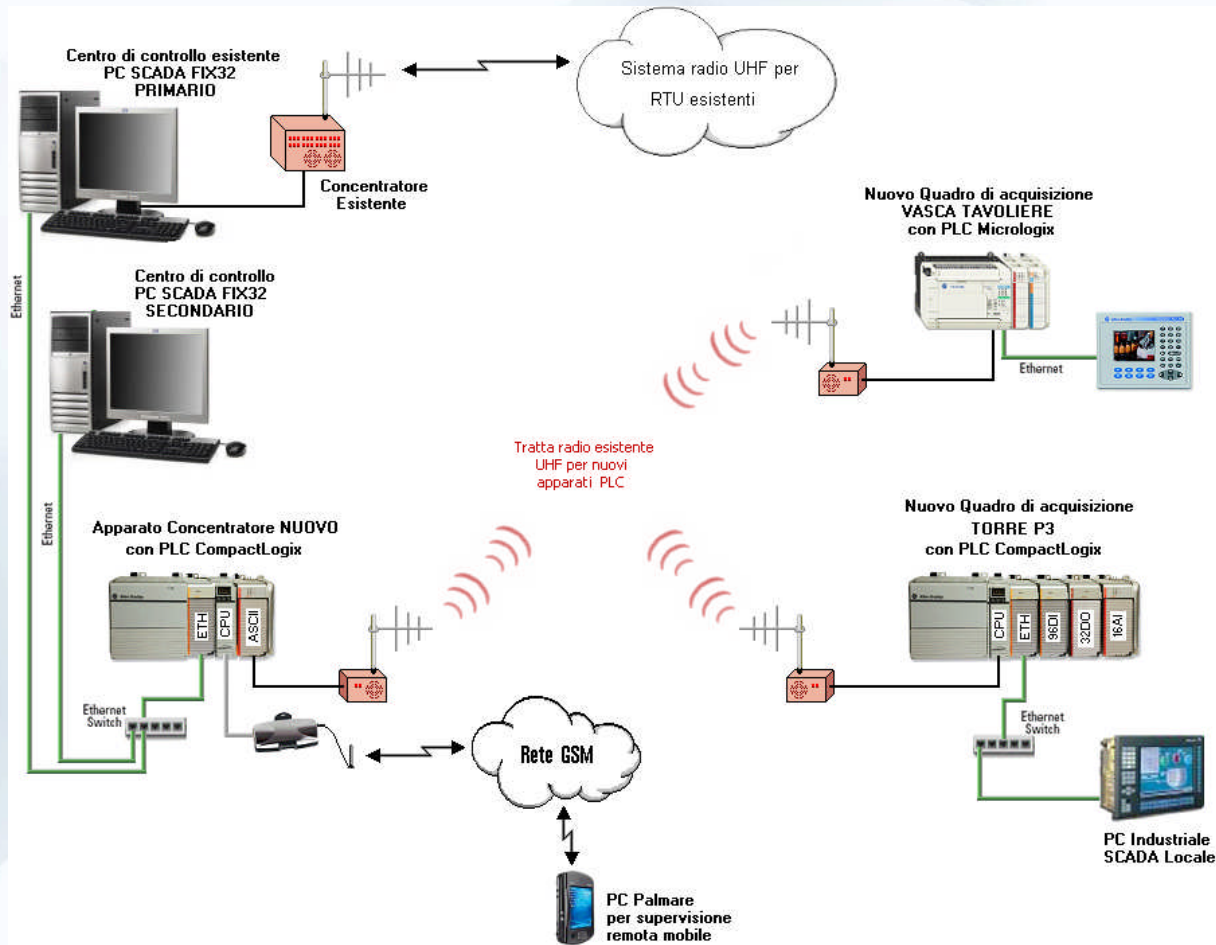 Centro di controllo esistente
PC SCADA FIX32
PRIMARIO
Sistema radio UHF per
RTU esistenti
Concentratore
Esistente
Ethernet
Nuovo Quadro di acquisizione
VASCA TAVOLIERE
con PLC Micrologix
Ethernet
Centro di controllo
PC SCADA FIX32
SECONDARIO
Ethernet
Tratta radio esistente
UHF per nuovi
apparati PLC
Apparato Concentratore NUOVO
con PLC CompactLogix
ETH
CPU
ASCII
Ethernet
Switch
Nuovo Quadro di acquisizione
TORRE P3
con PLC CompactLogix
CPU
ETH
96DI
32DO
16AI
Ethernet
Switch
Rete GSM
PC Industriale
SCADA Locale
PC Palmare
per supervisione
remota mobile